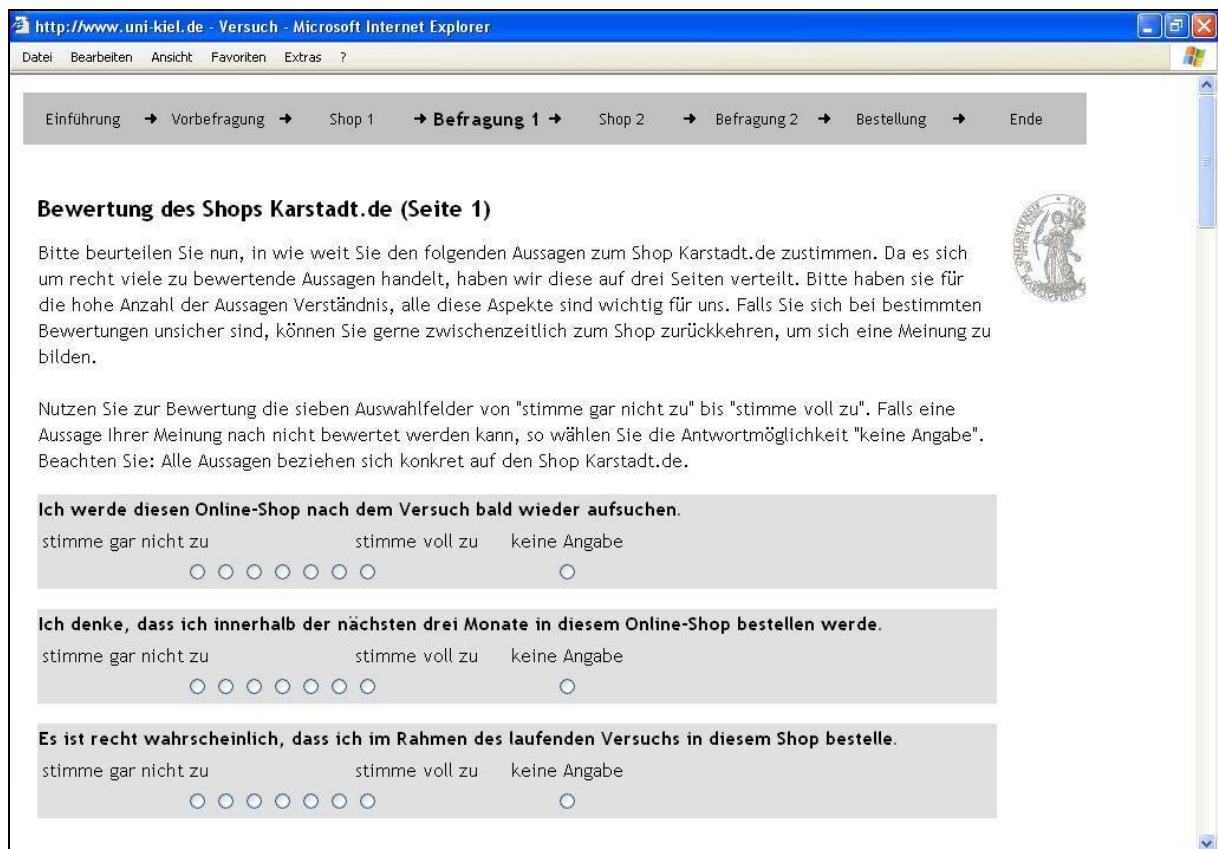 http://www.uni-kiel.de - Versuch - Microsoft Internet Explorer
Datei Bearbeiten Ansicht Favoriten Extras ?
Einführung → Vorbefragung → Shop 1 → Befragung 1 → Shop 2 → Befragung 2 → Bestellung → Ende
Bewertung des Shops Karstadt.de (Seite 1)
Bitte beurteilen Sie nun, in wie weit Sie den folgenden Aussagen zum Shop Karstadt.de zustimmen. Da es sich
um recht viele zu bewertende Aussagen handelt, haben wir diese auf drei Seiten verteilt. Bitte haben sie für
die hohe Anzahl der Aussagen Verständnis, alle diese Aspekte sind wichtig für uns. Falls Sie sich bei bestimmten
Bewertungen unsicher sind, können Sie gerne zwischenzeitlich zum Shop zurückkehren, um sich eine Meinung zu
bilden.
Nutzen Sie zur Bewertung die sieben Auswahlfelder von "stimme gar nicht zu" bis "stimme voll zu". Falls eine
Aussage Ihrer Meinung nach nicht bewertet werden kann, so wählen Sie die Antwortmöglichkeit "keine Angabe".
Beachten Sie: Alle Aussagen beziehen sich konkret auf den Shop Karstadt.de.
Ich werde diesen Online-Shop nach dem Versuch bald wieder aufsuchen.
stimme gar nicht zu stimme voll zu keine Angabe
Ich denke, dass ich innerhalb der nächsten drei Monate in diesem Online-Shop bestellen werde.
stimme gar nicht zu stimme voll zu keine Angabe
Es ist recht wahrscheinlich, dass ich im Rahmen des laufenden Versuchs in diesem Shop bestelle.
stimme gar nicht zu stimme voll zu keine Angabe